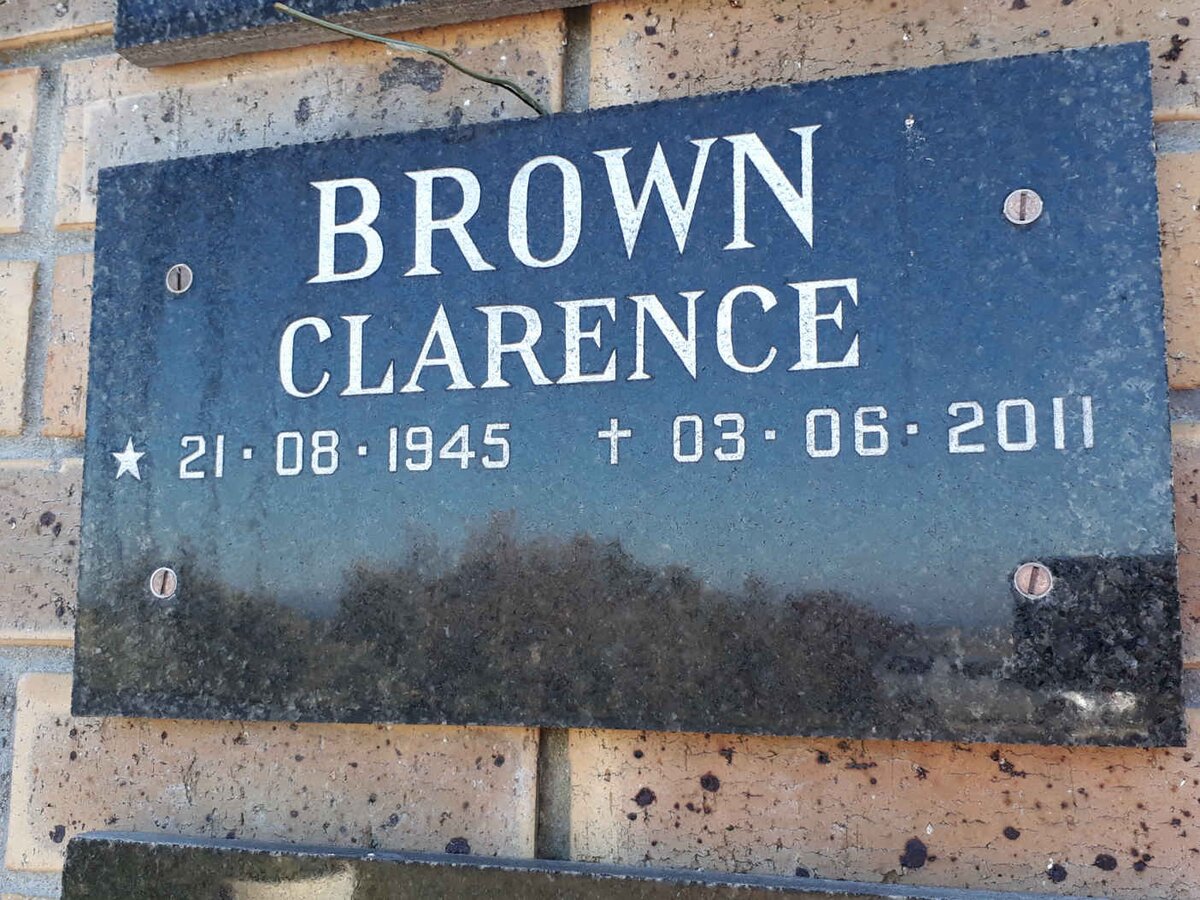 BROWN
CLARENCE
★ 21·08·1945 ✝ 03·06·2011